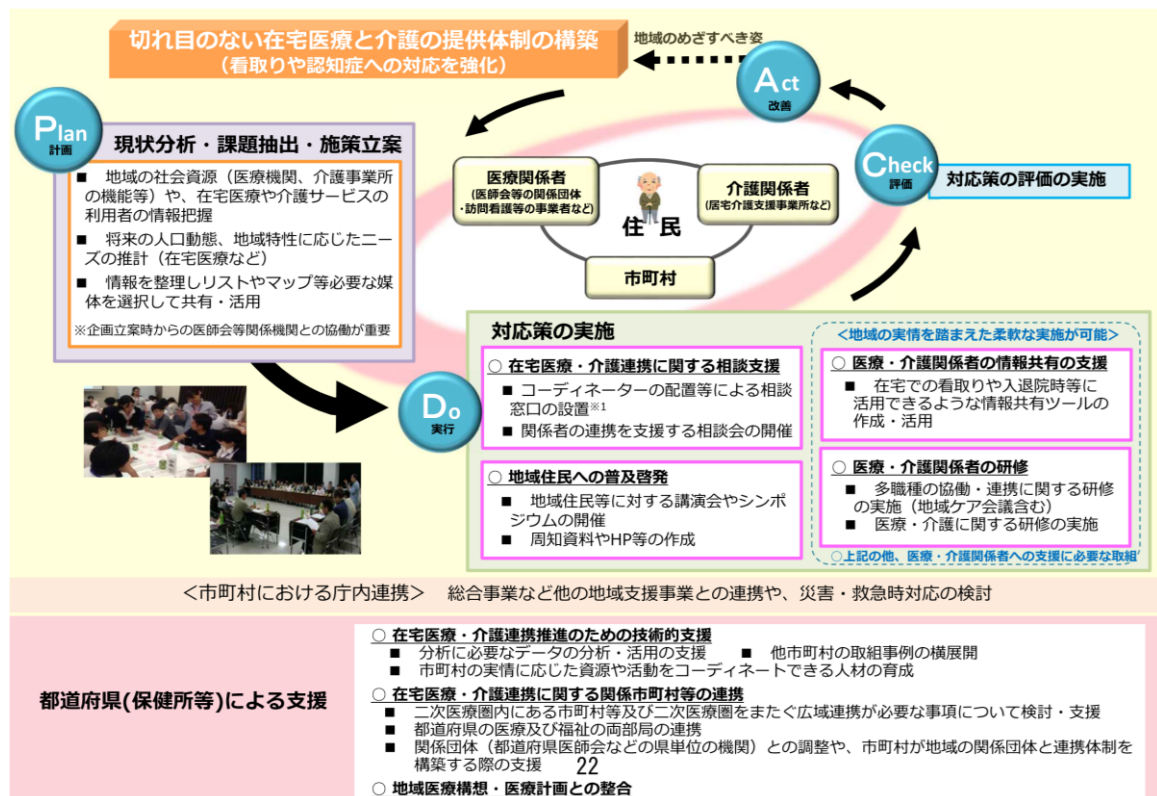 切れ目のない在宅医療と介護の提供体制の構築
（看取りや認知症への対応を強化）
地域のめざすべき姿
Act
改善
Plan
計画
現状分析・課題抽出・施策立案
■ 地域の社会資源（医療機関、介護事業所
の機能等）や、在宅医療や介護サービスの
利用者の情報把握
■ 将来の人口動態、地域特性に応じたニー
ズの推計（在宅医療など）
■ 情報を整理しリストやマップ等必要な媒
体を選択して共有・活用
※企画立案時からの医師会等関係機関との協働が重要
医療関係者
(医師会等の関係団体
・訪問看護等の事業者など)
介護関係者
(居宅介護支援事業所など)
住民
市町村
Check
評価
対応策の評価の実施
Do
実行
対応策の実施
○ 在宅医療・介護連携に関する相談支援
■ コーディネーターの配置等による相談
窓口の設置※1
■ 関係者の連携を支援する相談会の開催
○ 地域住民への普及啓発
■ 地域住民等に対する講演会やシンポ
ジウムの開催
■ 周知資料やHP等の作成
＜地域の実情を踏まえた柔軟な実施が可能＞
○ 医療・介護関係者の情報共有の支援
■ 在宅での看取りや入退院時等に
活用できるような情報共有ツールの
作成・活用
○ 医療・介護関係者の研修
■ 多職種の協働・連携に関する研修
の実施（地域ケア会議含む）
■ 医療・介護に関する研修の実施
○上記の他、医療・介護関係者への支援に必要な取組
＜市町村における庁内連携＞ 総合事業など他の地域支援事業との連携や、災害・救急時対応の検討
都道府県(保健所等)による支援
○ 在宅医療・介護連携推進のための技術的支援
■ 分析に必要なデータの分析・活用の支援 ■ 他市町村の取組事例の横展開
■ 市町村の実情に応じた資源や活動をコーディネートできる人材の育成
○ 在宅医療・介護連携に関する関係市町村等の連携
■ 二次医療圏内にある市町村等及び二次医療圏をまたぐ広域連携が必要な事項について検討・支援
■ 都道府県の医療及び福祉の両部局の連携
■ 関係団体（都道府県医師会などの県単位の機関）との調整や、市町村が地域の関係団体と連携体制を
構築する際の支援
22
○ 地域医療構想・医療計画との整合